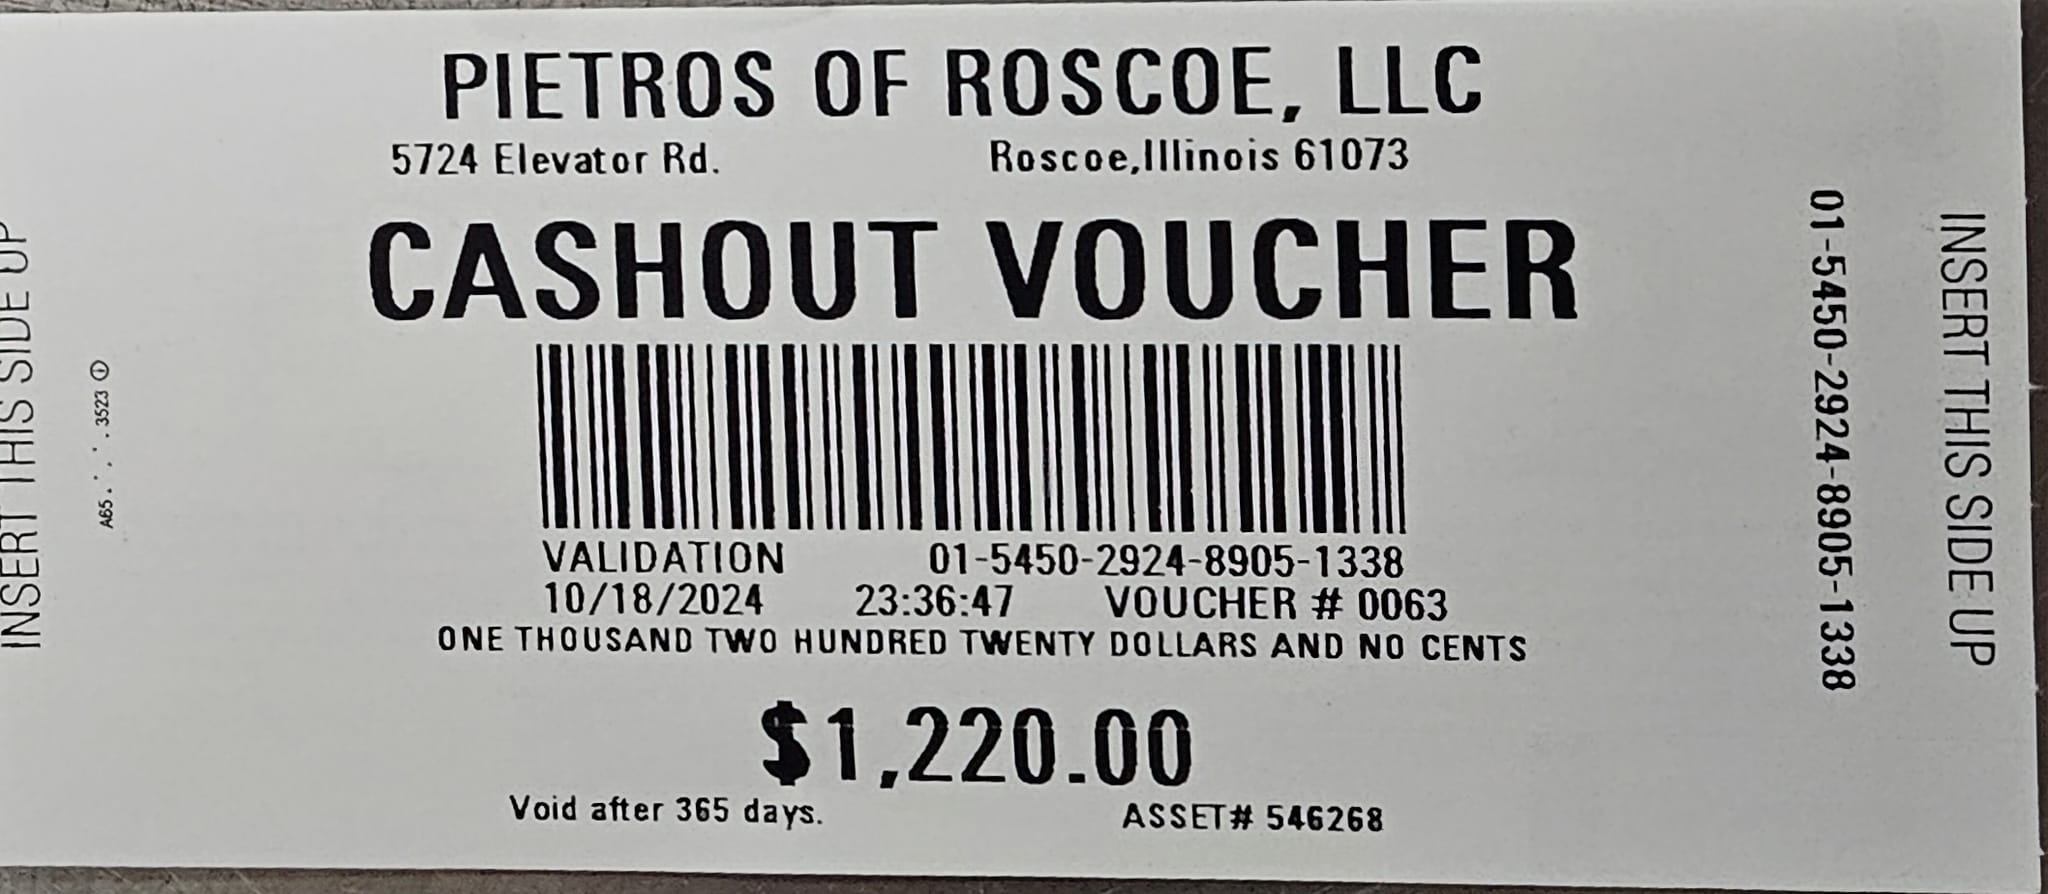 PIETROS OF ROSCOE, LLC
5724 Elevator Rd. Roscoe,Illinois 61073
CASHOUT VOUCHER
VALIDATION 01-5450-2924-8905-1338
10/18/2024 23:36:47 VOUCHER # 0063
ONE THOUSAND TWO HUNDRED TWENTY DOLLARS AND NO CENTS
$1,220.00
Void after 365 days. ASSET# 546268
INSERT THIS SIDE UP
01-5450-2924-8905-1338
INSERT THIS SIDE UP